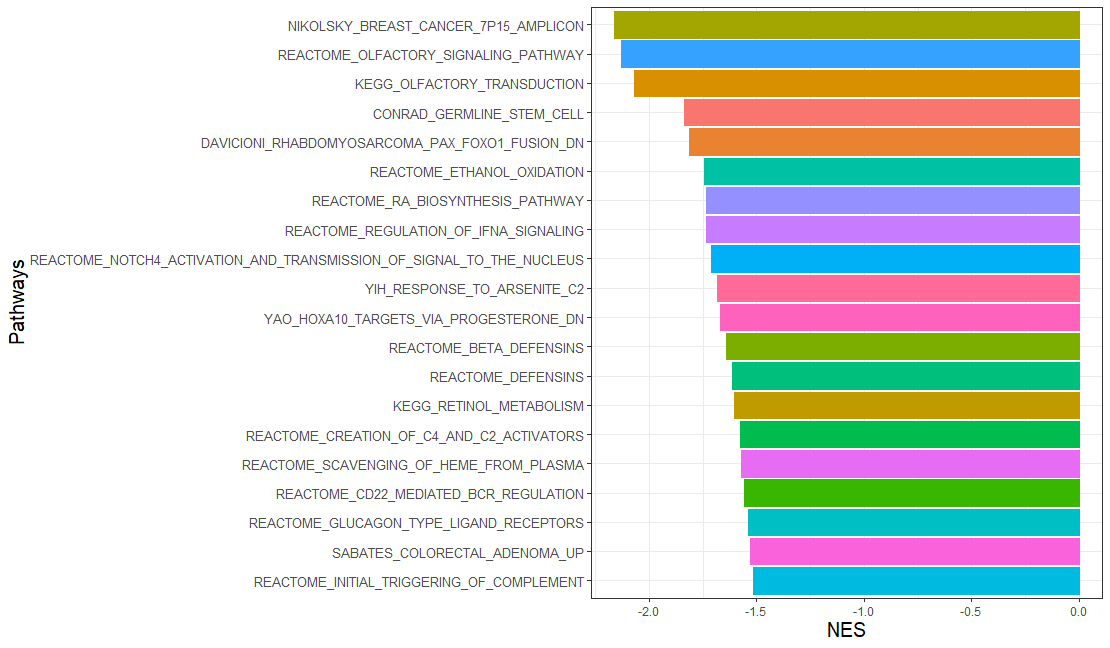 NIKOLSKY_BREAST_CANCER_7P15_AMPLICON
REACTOME_OLFACTORY_SIGNALING_PATHWAY
KEGG_OLFACTORY_TRANSDUCTION
CONRAD_GERMLINE_STEM_CELL
DAVICIONI_RHABDOMYOSARCOMA_PAX_FOXO1_FUSION_DN
REACTOME_ETHANOL_OXIDATION
REACTOME_RA_BIOSYNTHESIS_PATHWAY
REACTOME_REGULATION_OF_IFNA_SIGNALING
REACTOME_NOTCH4_ACTIVATION_AND_TRANSMISSION_OF_SIGNAL_TO_THE_NUCLEUS
YIH_RESPONSE_TO_ARSENITE_C2
YAO_HOXA10_TARGETS_VIA_PROGESTERONE_DN
REACTOME_BETA_DEFENSINS
REACTOME_DEFENSINS
KEGG_RETINOL_METABOLISM
REACTOME_CREATION_OF_C4_AND_C2_ACTIVATORS
REACTOME_SCAVENGING_OF_HEME_FROM_PLASMA
REACTOME_CD22_MEDIATED_BCR_REGULATION
REACTOME_GLUCAGON_TYPE_LIGAND_RECEPTORS
SABATES_COLORECTAL_ADENOMA_UP
REACTOME_INITIAL_TRIGGERING_OF_COMPLEMENT
Pathways
-2.0 -1.5 -1.0 -0.5 0.0
NES